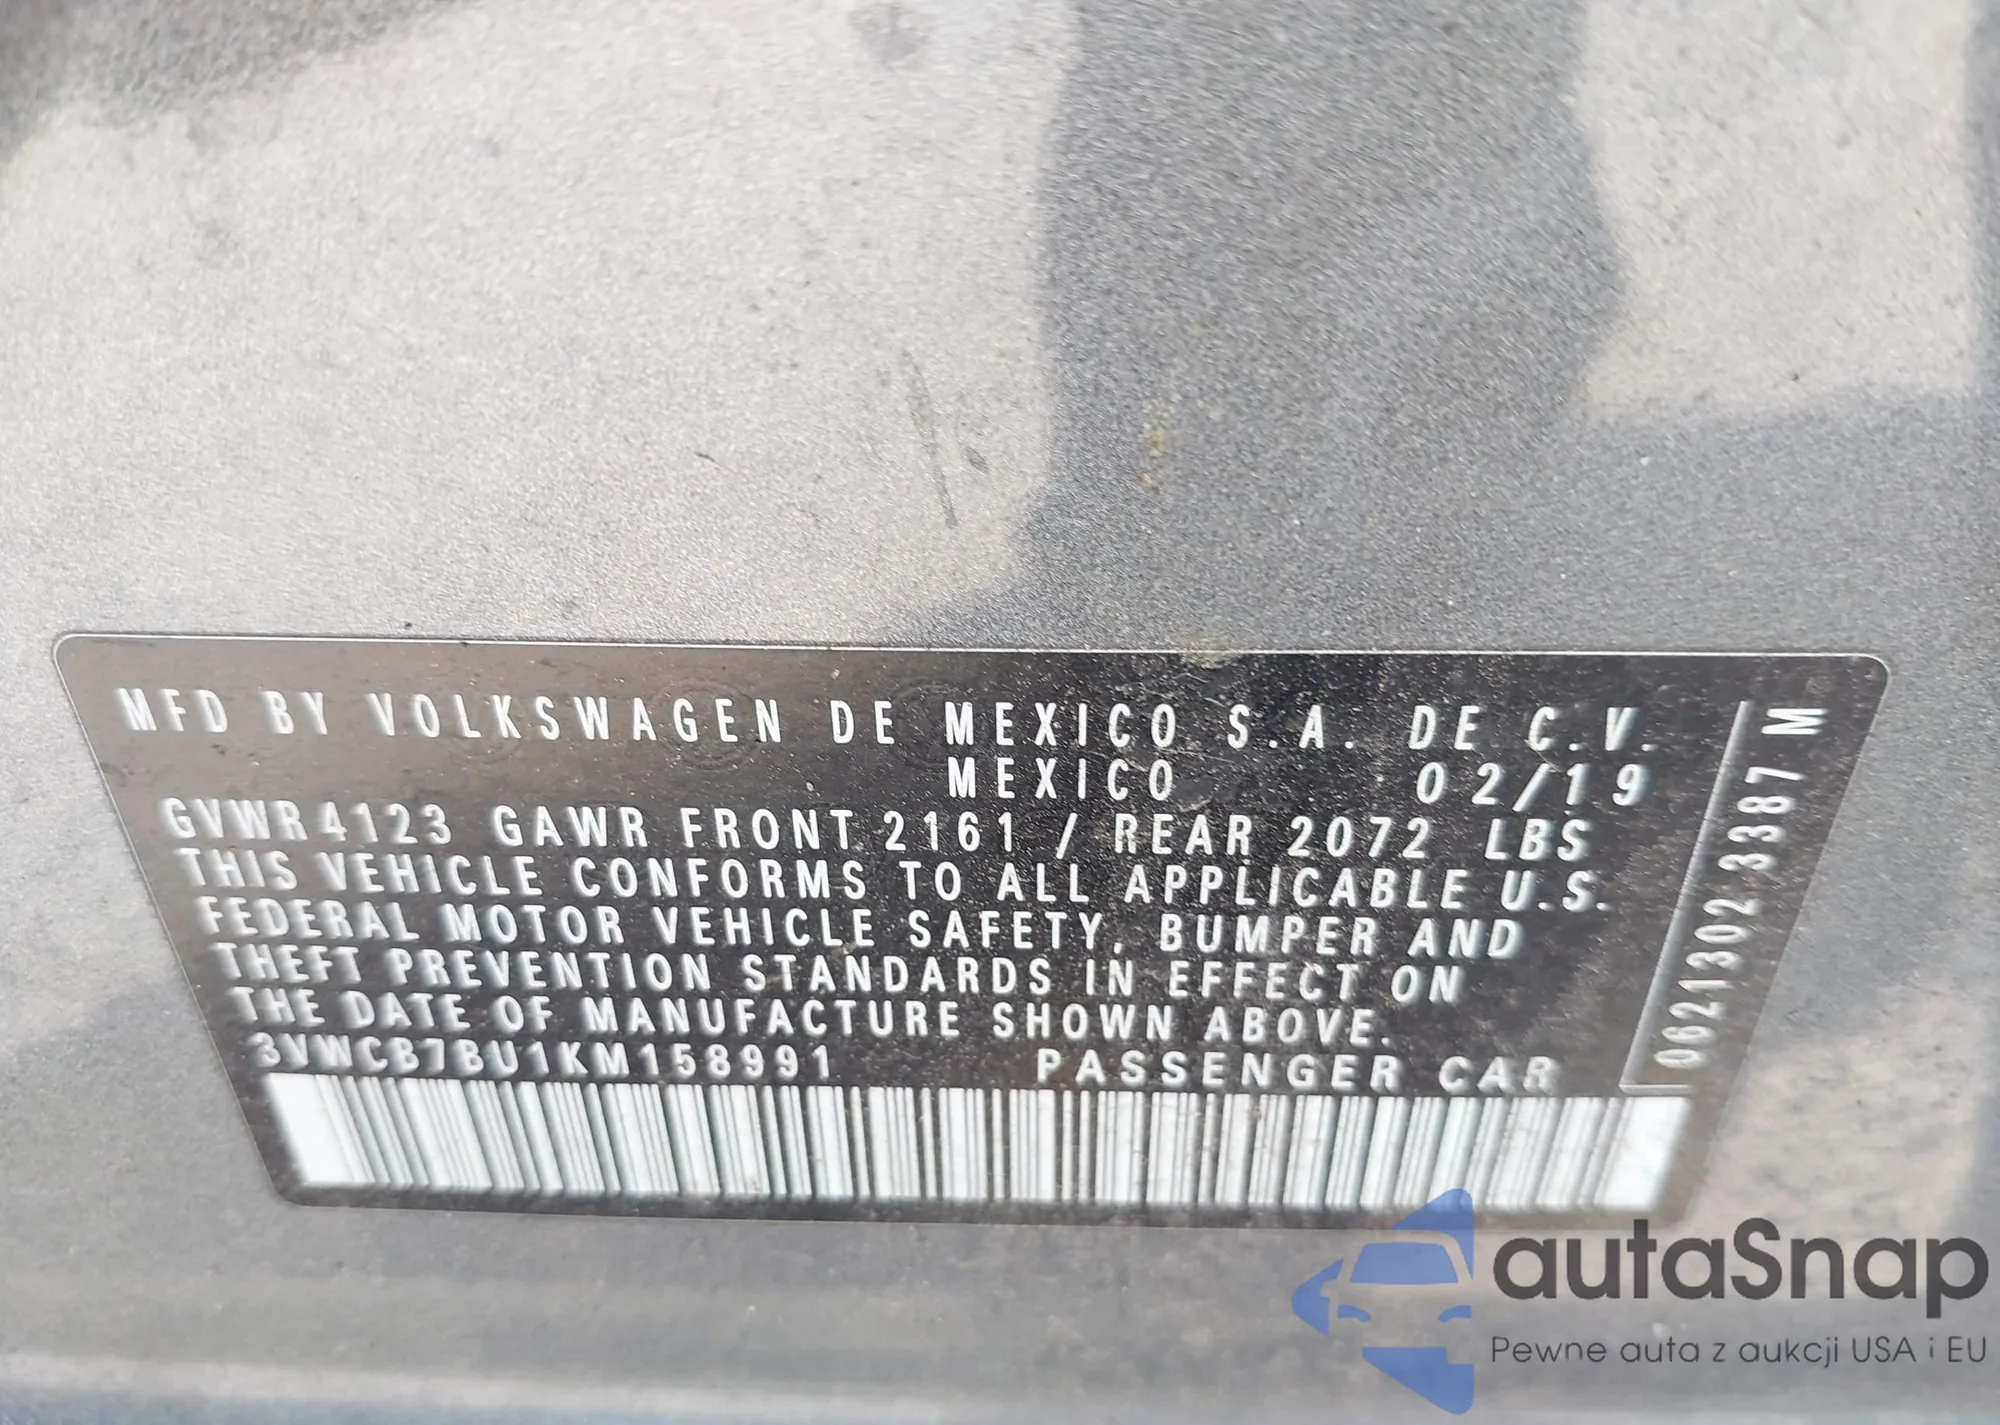 MFD BY VOLKSWAGEN DE MEXICO S.A. DE C.V.
MEXICO 02/19
GVWR 4123 GAWR FRONT 2161 / REAR 2072 LBS
THIS VEHICLE CONFORMS TO ALL APPLICABLE U.S.
FEDERAL MOTOR VEHICLE SAFETY, BUMPER AND
THEFT PREVENTION STANDARDS IN EFFECT ON
THE DATE OF MANUFACTURE SHOWN ABOVE.
3VWCB7BU1KM158991 PASSENGER CAR
0621302 3387 M
autaSnap
Pewne auta z aukcji USA i EU